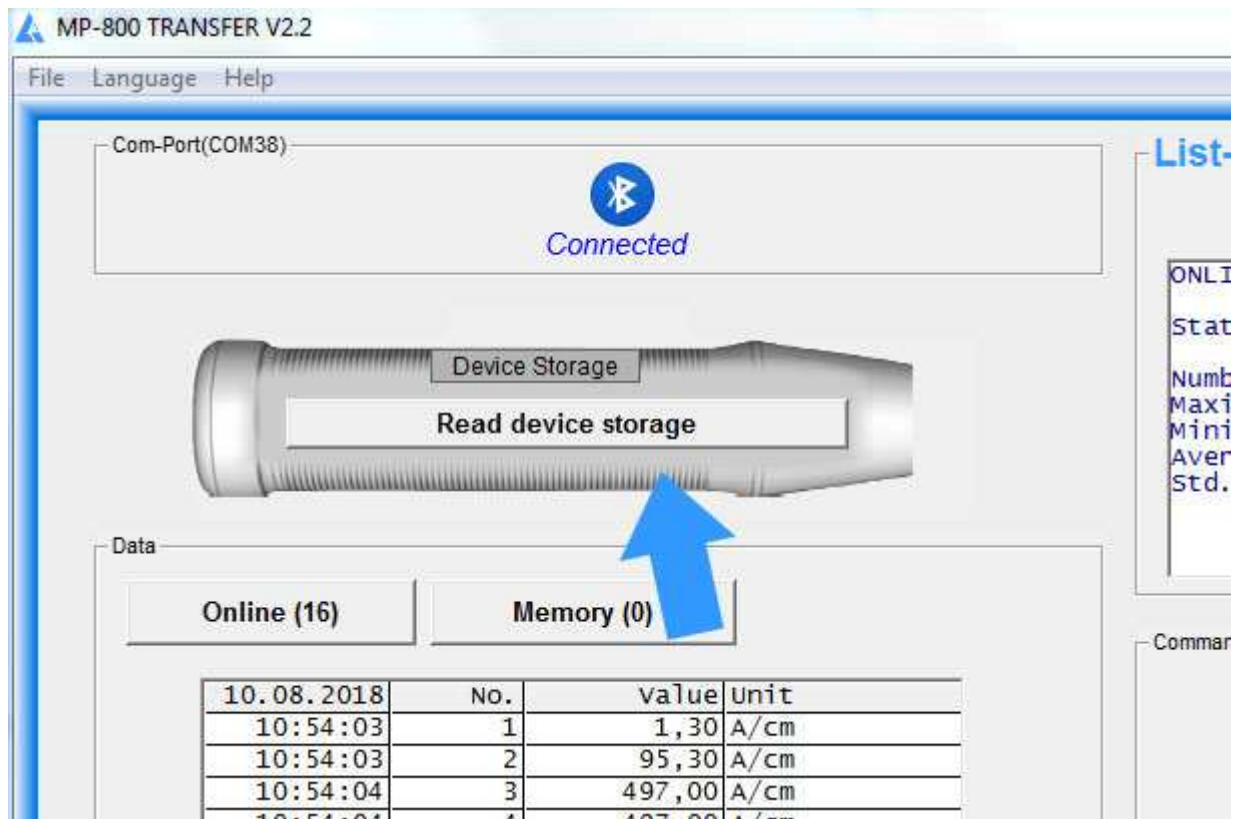 MP-800 TRANSFER V2.2
File Language Help
Com-Port(COM38)
Connected
Device Storage
Read device storage
Data
Online (16) Memory (0)
10.08.2018 No. Value Unit
10:54:03 1 1,30 A/cm
10:54:03 2 95,30 A/cm
10:54:04 3 497,00 A/cm
List-
ONLI
Stat
Numb
Maxi
Mini
Aver
Std.
Commar